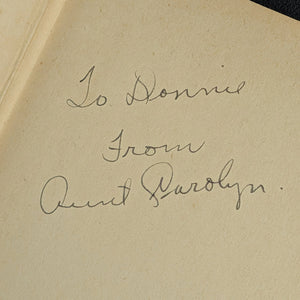 To Donnie
From
Aunt Carolyn.